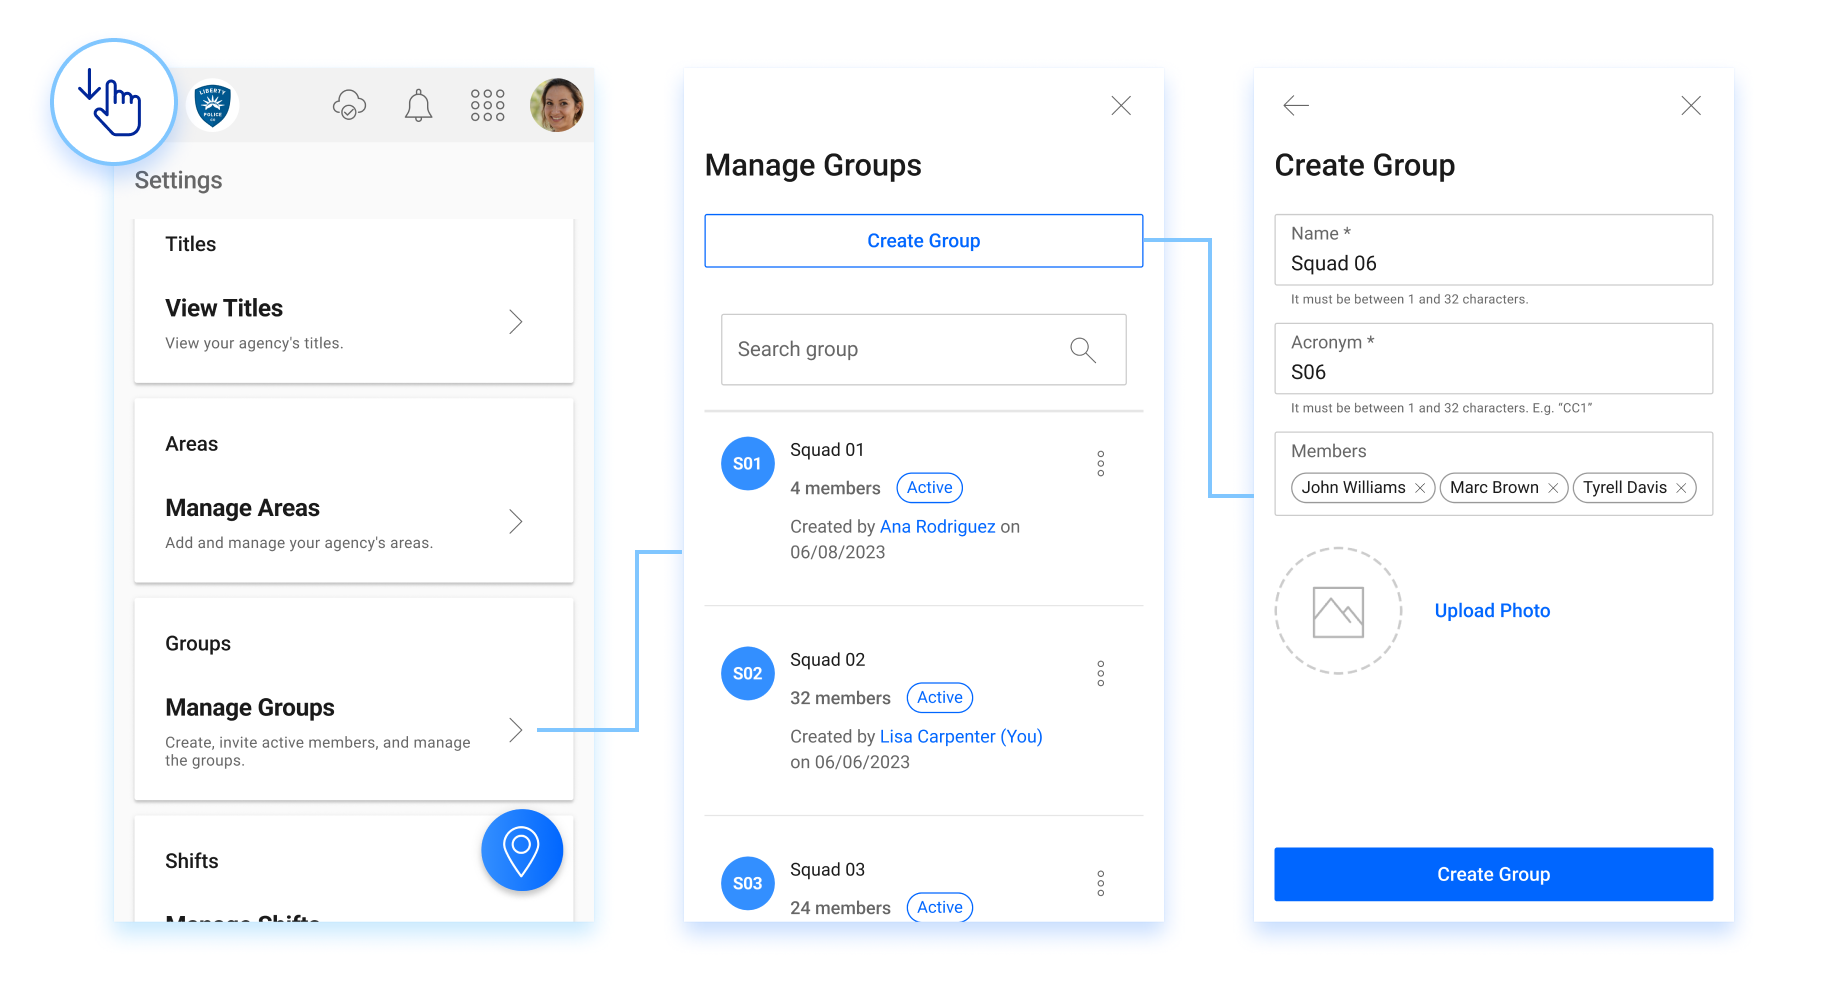 LIBERTY
POLICE
Settings
Titles
View Titles
View your agency's titles.
Areas
Manage Areas
Add and manage your agency's areas.
Groups
Manage Groups
Create, invite active members, and manage
the groups.
Shifts
Manage Shifts
Manage Groups
Create Group
Search group
S01
Squad 01
4 members
Active
Created by Ana Rodriguez on
06/08/2023
S02
Squad 02
32 members
Active
Created by Lisa Carpenter (You)
on 06/06/2023
S03
Squad 03
24 members
Active
Create Group
Name *
Squad 06
It must be between 1 and 32 characters.
Acronym *
S06
It must be between 1 and 32 characters. E.g. “CC1”
Members
John Williams
Marc Brown
Tyrell Davis
Upload Photo
Create Group